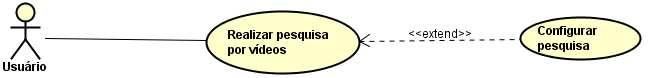 Usuário
Realizar pesquisa
por vídeos
<<extend>>
Configurar
pesquisa